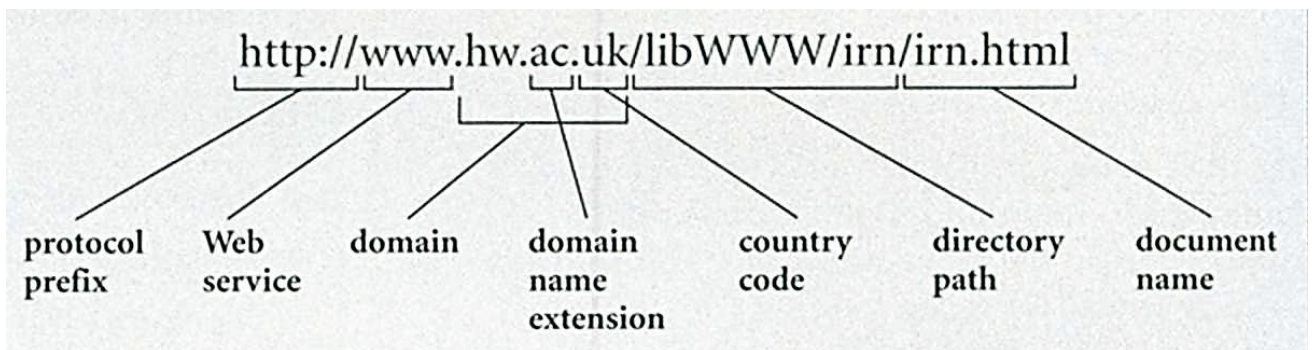 http://www.hw.ac.uk/libWWW/irn/irn.html
protocol prefix
Web service
domain
domain name extension
country code
directory path
document name